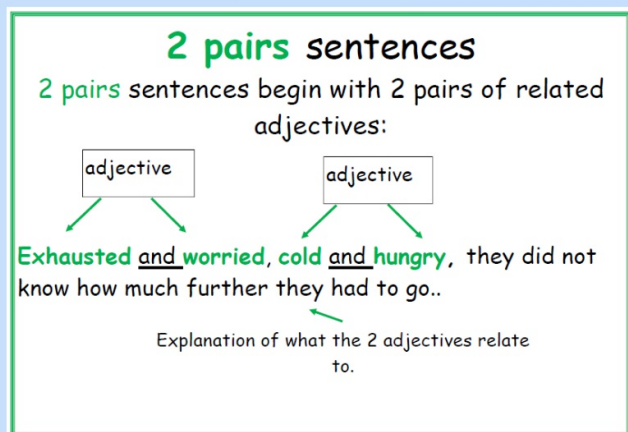 2 pairs sentences
2 pairs sentences begin with 2 pairs of related
adjectives:
adjective
adjective
Exhausted and worried, cold and hungry, they did not
know how much further they had to go..
Explanation of what the 2 adjectives relate
to.